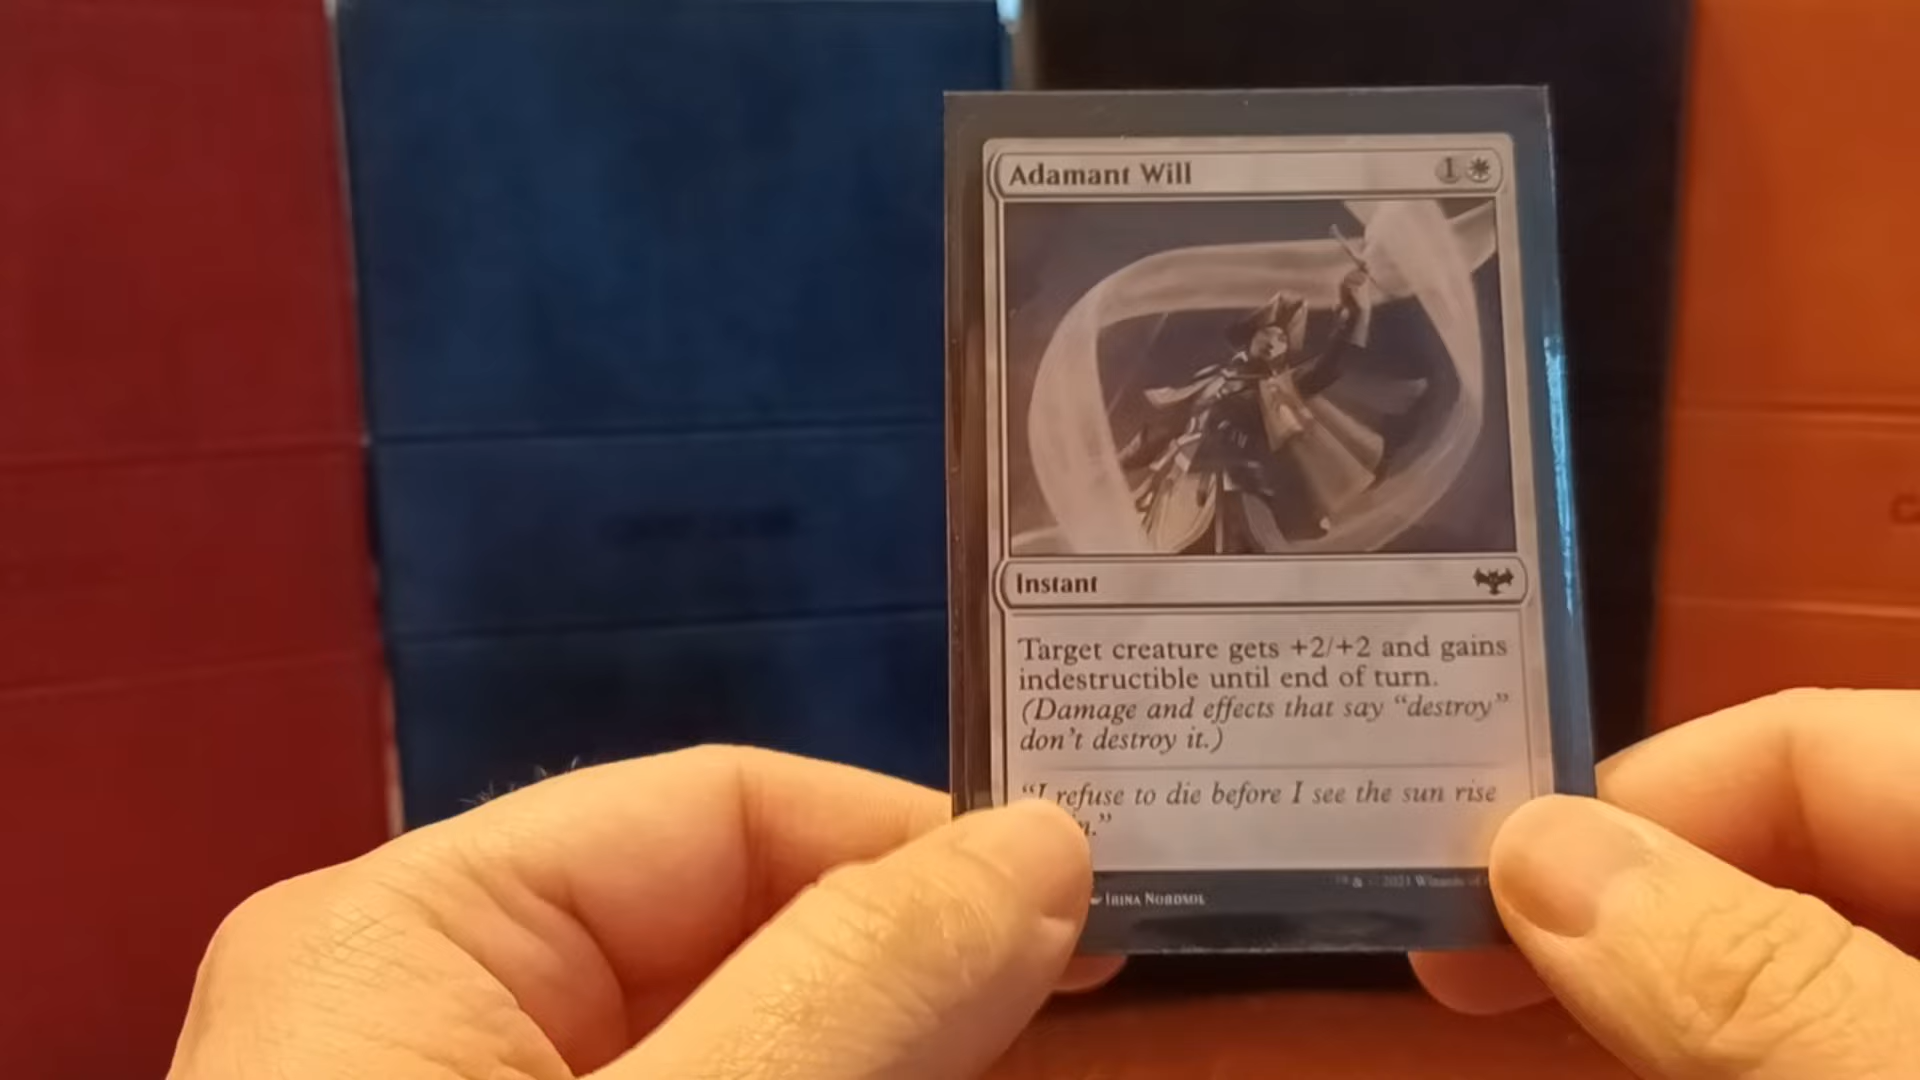 Adamant Will 1
Instant
Target creature gets +2/+2 and gains
indestructible until end of turn.
(Damage and effects that say “destroy”
don’t destroy it.)
“I refuse to die before I see the sun rise
n.”
& 2021 Wizards of
Irina Nordsol